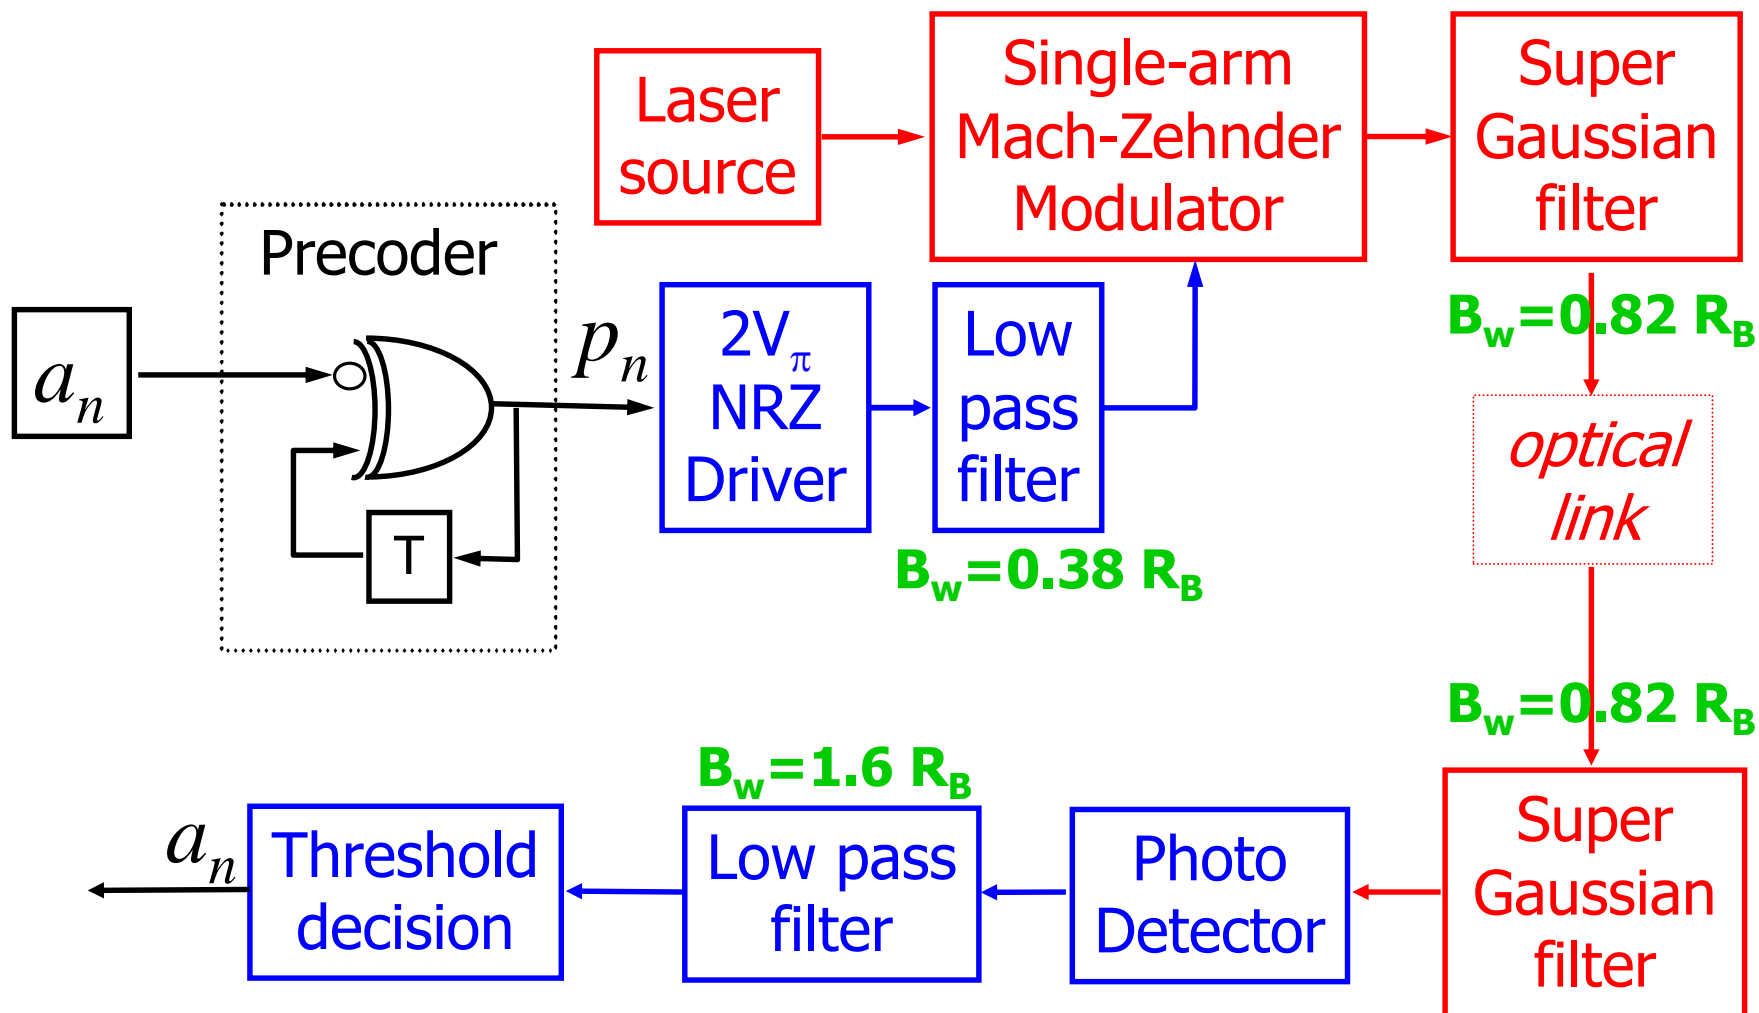 Laser
source
Single-arm
Mach-Zehnder
Modulator
Super
Gaussian
filter
Precoder
a_n
p_n
T
2V_π
NRZ
Driver
Low
pass
filter
B_w=0.38 R_B
B_w=0.82 R_B
optical
link
B_w=0.82 R_B
Super
Gaussian
filter
Photo
Detector
B_w=1.6 R_B
Low pass
filter
Threshold
decision
a_n